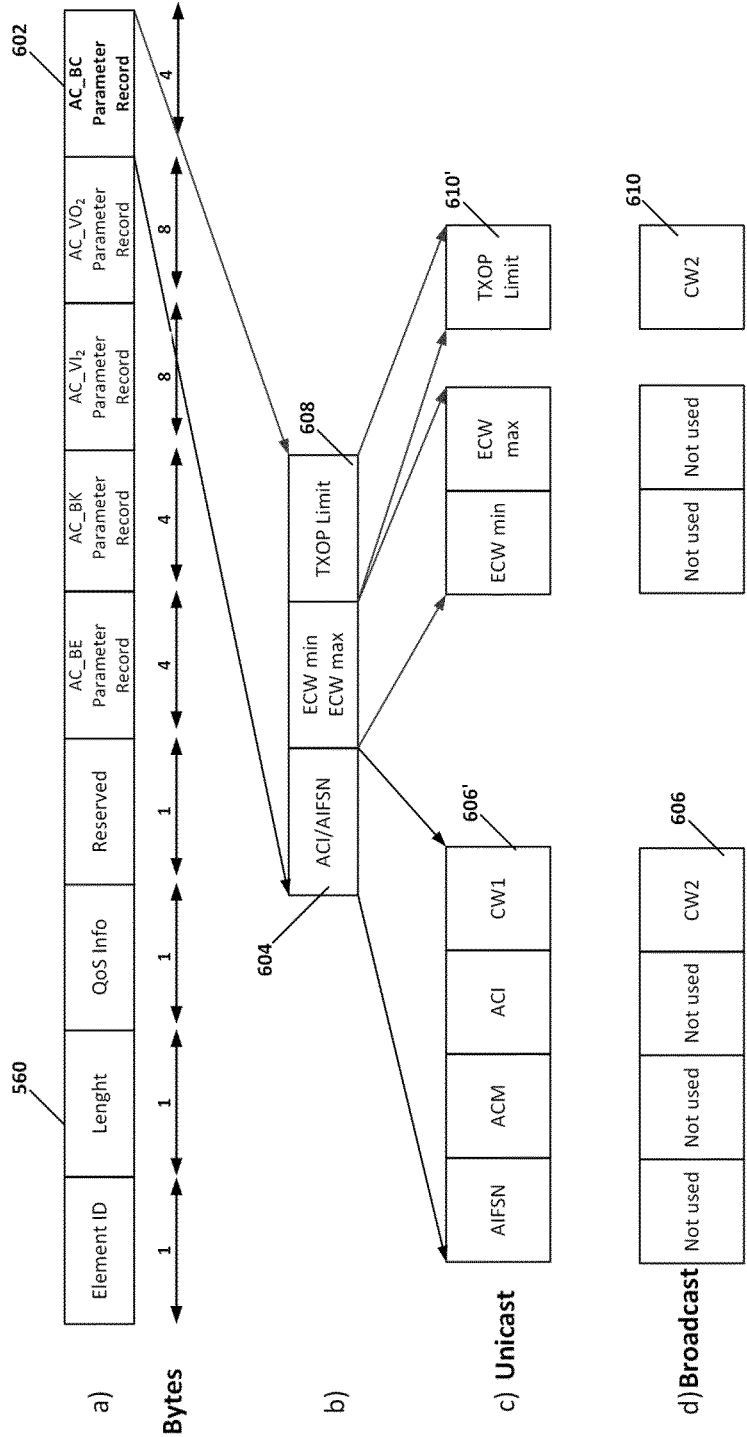 560
602
a)
Element ID
Lenght
QoS Info
Reserved
AC_BE
Parameter
Record
AC_BK
Parameter
Record
AC_VI₂
Parameter
Record
AC_VO₂
Parameter
Record
AC_BC
Parameter
Record
Bytes
1
1
1
1
4
4
8
8
4
604
608
b)
ACI/AIFSN
ECW min
ECW max
TXOP Limit
606'
610'
c) Unicast
AIFSN
ACM
ACI
CW1
ECW min
ECW
max
TXOP
Limit
606
610
d) Broadcast
Not used
Not used
Not used
CW2
Not used
Not used
CW2